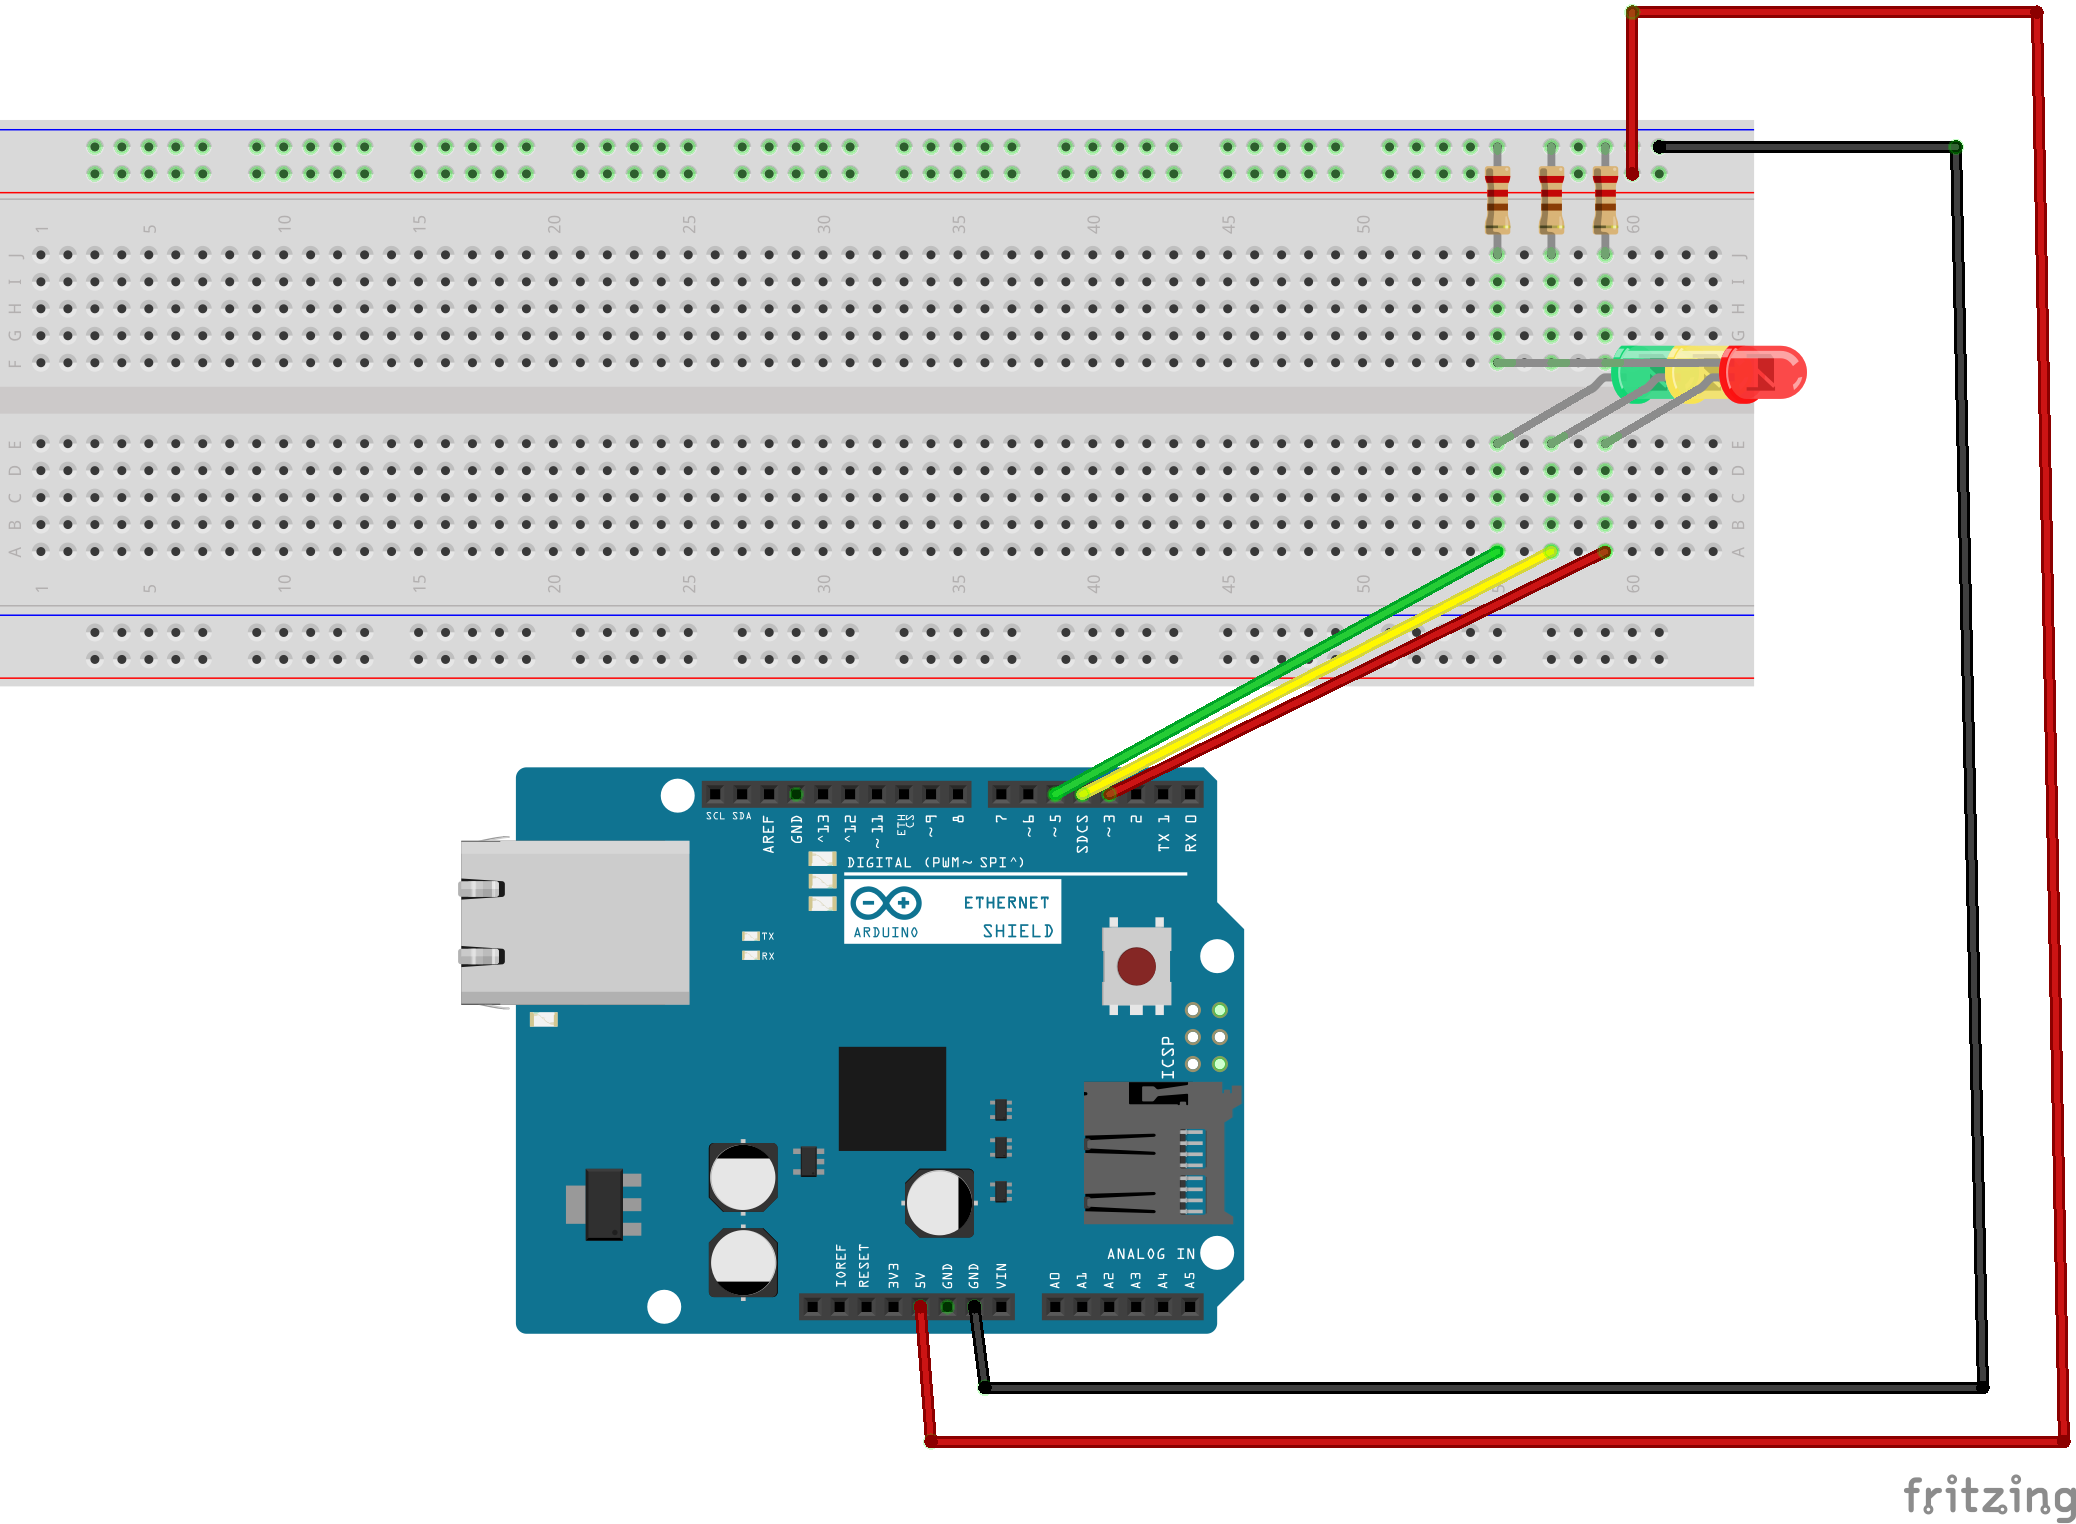 1 5 10 15 20 25 30 35 40 45 50 60
J J
I I
H H
G G
F
E E
D D
C C
B B
A A
1 5 10 15 20 25 30 35 40 45 50 5 60
SCL SDA AREF GND ^13 ^12 ~11 ETH CS ~9 8 7 ~6 ~5 SDCS ~3 2 TX 1 RX 0
DIGITAL (PWM~ SPI^)
ETHERNET
SHIELD
ARDUINO
TX
RX
ICSP
ANALOG IN
IOREF RESET 3V3 5V GND GND VIN A0 A1 A2 A3 A4 A5
fritzing